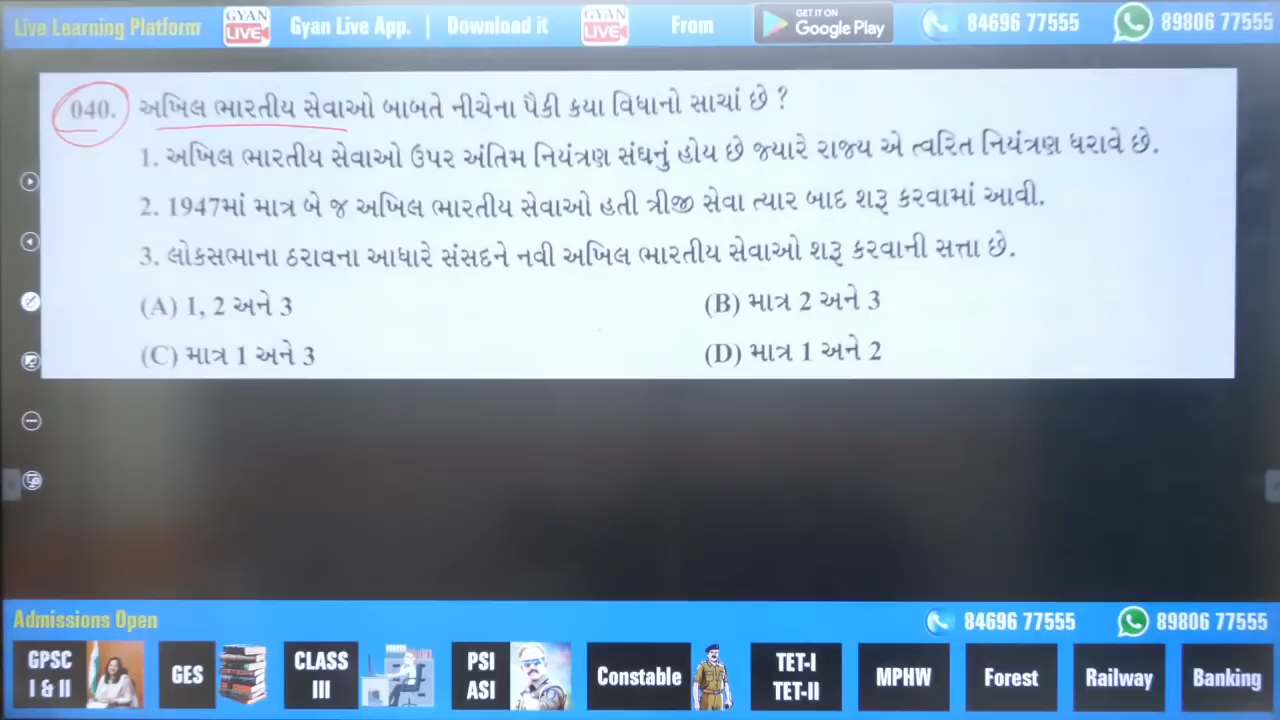 Live Learning Platform GYAN LIVE Gyan Live App. | Download it GYAN LIVE From GET IT ON Google Play 84696 77555 89806 77555
040. અખિલ ભારતીય સેવાઓ બાબતે નીચેના પૈકી કયા વિધાનો સાચાં છે ?
1. અખિલ ભારતીય સેવાઓ ઉપર અંતિમ નિયંત્રણ સંઘનું હોય છે જ્યારે રાજ્ય એ ત્વરિત નિયંત્રણ ધરાવે છે.
2. 1947માં માત્ર બે જ અખિલ ભારતીય સેવાઓ હતી ત્રીજી સેવા ત્યાર બાદ શરૂ કરવામાં આવી.
3. લોકસભાના ઠરાવના આધારે સંસદને નવી અખિલ ભારતીય સેવાઓ શરૂ કરવાની સત્તા છે.
(A) 1, 2 અને 3 (B) માત્ર 2 અને 3
(C) માત્ર 1 અને 3 (D) માત્ર 1 અને 2
Admissions Open 84696 77555 89806 77555
GPSC I & II GES CLASS III PSI ASI Constable TET-I TET-II MPHW Forest Railway Banking